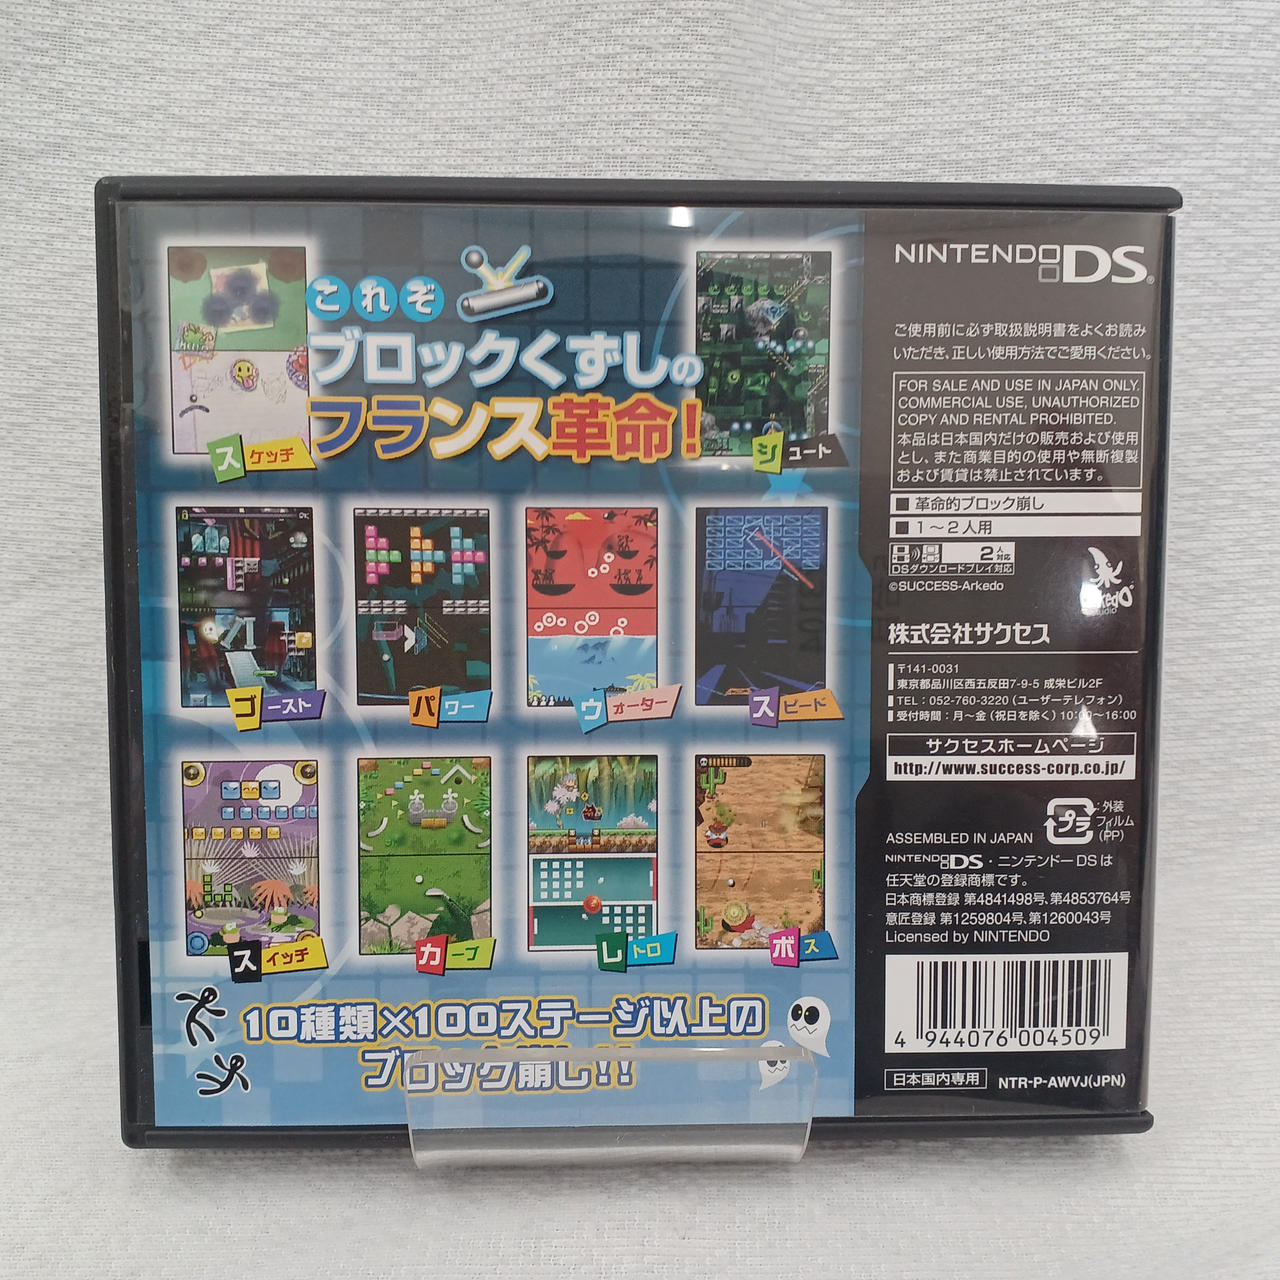 これぞ
ブロックくずしの
フランス革命!
スケッチ
シュート
ゴースト
パワー
ウォーター
スピード
スイッチ
カーブ
レトロ
ボス
10種類×100ステージ以上の
ブロック崩し!!
NINTENDO DS®
ご使用前に必ず取扱説明書をよくお読み
いただき、正しい使用方法でご愛用ください。
FOR SALE AND USE IN JAPAN ONLY.
COMMERCIAL USE, UNAUTHORIZED
COPY AND RENTAL PROHIBITED.
本品は日本国内だけの販売および使用
とし、また商業目的の使用や無断複製
および賃貸は禁止されています。
■ 革命的ブロック崩し
■ 1～2人用
2人対応
DSダウンロードプレイ対応
©SUCCESS-Arkedo
Arkedo
studio
株式会社サクセス
〒141-0031
東京都品川区西五反田7-9-5 成栄ビル2F
TEL：052-760-3220（ユーザーテレフォン）
受付時間：月～金（祝日を除く）10:00～16:00
サクセスホームページ
http://www.success-corp.co.jp/
プラ
：外装
フィルム
(PP)
ASSEMBLED IN JAPAN
NINTENDO DS・ニンテンドーDSは
任天堂の登録商標です。
日本商標登録 第4841498号、第4853764号
意匠登録 第1259804号、第1260043号
Licensed by NINTENDO
4 944076 004509
日本国内専用
NTR-P-AWVJ(JPN)